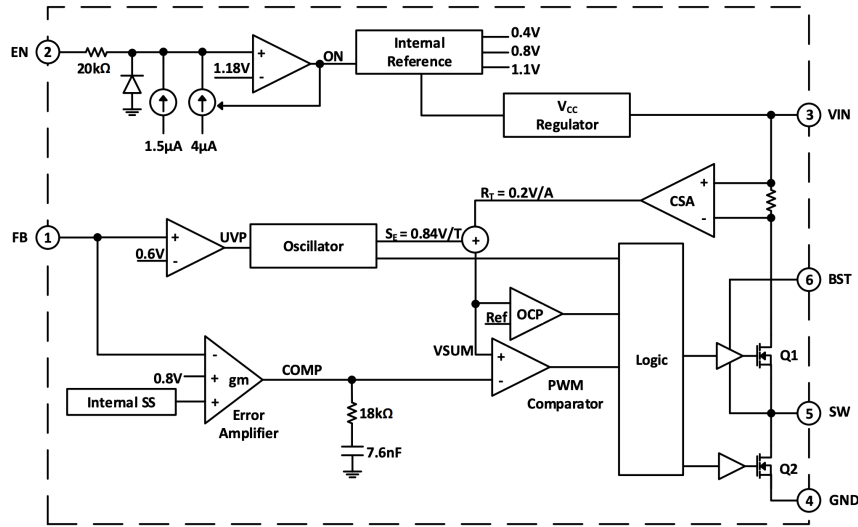 EN 2
20kΩ
1.5μA
4μA
+
1.18V
-
ON
Internal
Reference
0.4V
0.8V
1.1V
VCC
Regulator
3 VIN
RT = 0.2V/A
CSA
+
-
FB 1
+
0.6V
-
UVP
Oscillator
SE = 0.84V/T
+
6 BST
Ref
OCP
VSUM
+
-
PWM
Comparator
Logic
Q1
-
0.8V
+
+
gm
Internal SS
Error
Amplifier
COMP
18kΩ
7.6nF
5 SW
Q2
4 GND